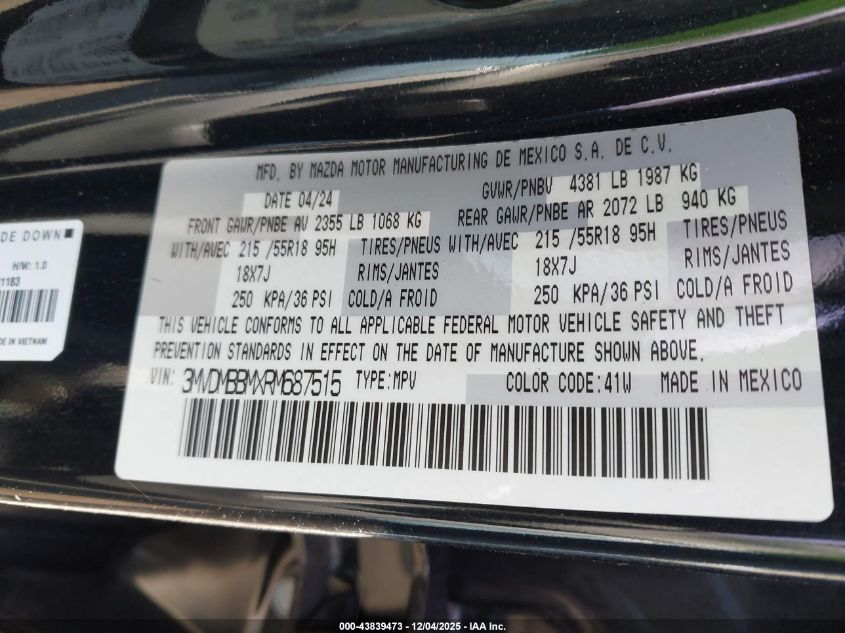 MFD. BY MAZDA MOTOR MANUFACTURING DE MEXICO S.A. DE C.V.
DATE 04/24 GVWR/PNBV 4381 LB 1987 KG
FRONT GAWR/PNBE AV 2355 LB 1068 KG REAR GAWR/PNBE AR 2072 LB 940 KG
WITH/AVEC 215 /55R18 95H TIRES/PNEUS WITH/AVEC 215 /55R18 95H TIRES/PNEUS
18X7J RIMS/JANTES 18X7J RIMS/JANTES
250 KPA/36 PSI COLD/A FROID 250 KPA/36 PSI COLD/A FROID
THIS VEHICLE CONFORMS TO ALL APPLICABLE FEDERAL MOTOR VEHICLE SAFETY AND THEFT
PREVENTION STANDARDS IN EFFECT ON THE DATE OF MANUFACTURE SHOWN ABOVE.
VIN: 3MVDMBBMXRM687515 TYPE:MPV COLOR CODE:41W MADE IN MEXICO
DE DOWN
H/W: 1.0
1183
DE IN VIETNAM
000-43839473 - 12/04/2025 - IAA Inc.